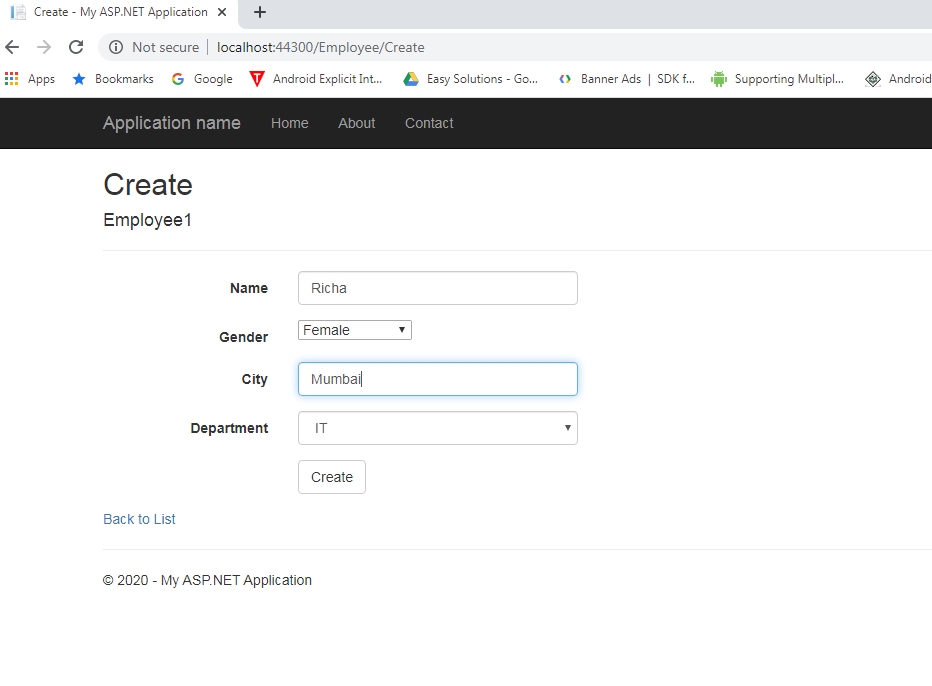 Create - My ASP.NET Application
Not secure | localhost:44300/Employee/Create
Apps Bookmarks Google Android Explicit Int... Easy Solutions - Go... Banner Ads | SDK f... Supporting Multipl... Android
Application name Home About Contact
Create
Employee1
Name Richa
Gender Female
City Mumbai
Department IT
Create
Back to List
© 2020 - My ASP.NET Application